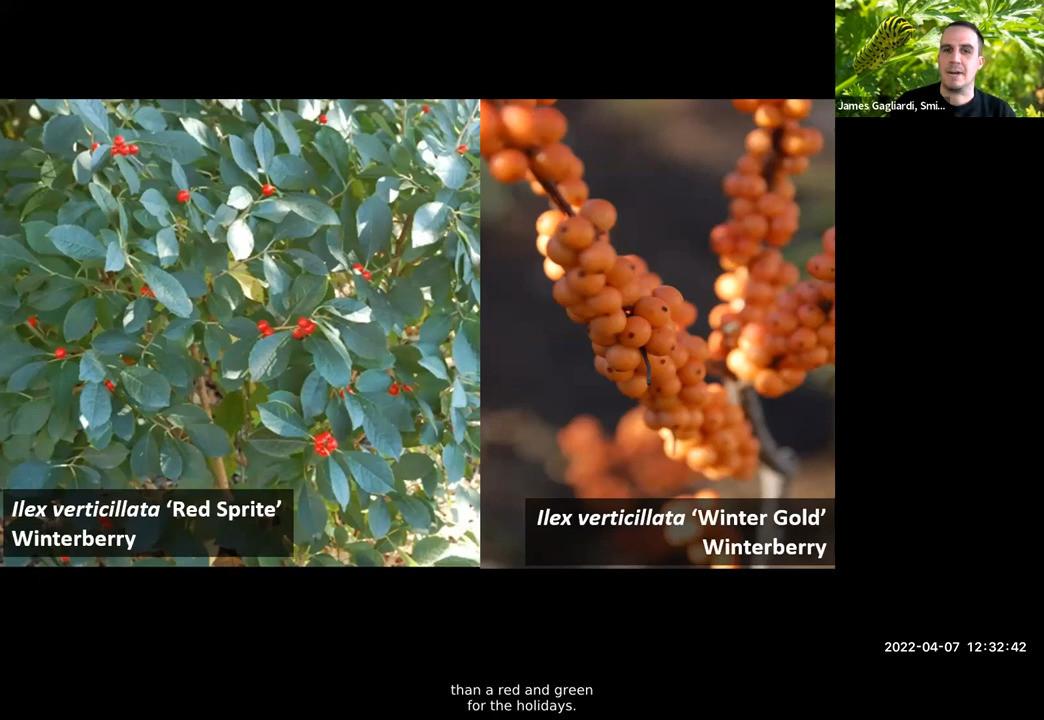 James Gagliardi, Smi...
Ilex verticillata ‘Red Sprite’
Winterberry
Ilex verticillata ‘Winter Gold’
Winterberry
2022-04-07 12:32:42
than a red and green
for the holidays.